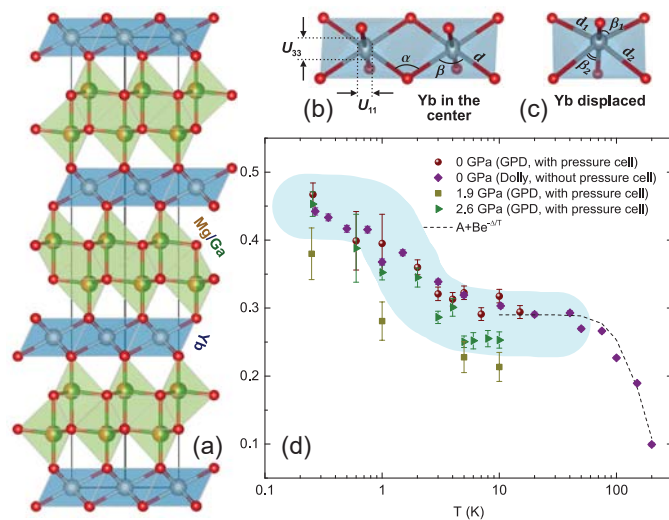 (a)
Mg/Ga
Yb
U33
U11
α
β
d
(b)
Yb in the
center
d1
β1
β2
d2
(c)
Yb displaced
(d)
0 GPa (GPD, with pressure cell)
0 GPa (Dolly, without pressure cell)
1.9 GPa (GPD, with pressure cell)
2.6 GPa (GPD, with pressure cell)
A+Be^-Δ/T
0.5
0.4
0.3
0.2
0.1
0.1
1
10
100
T (K)